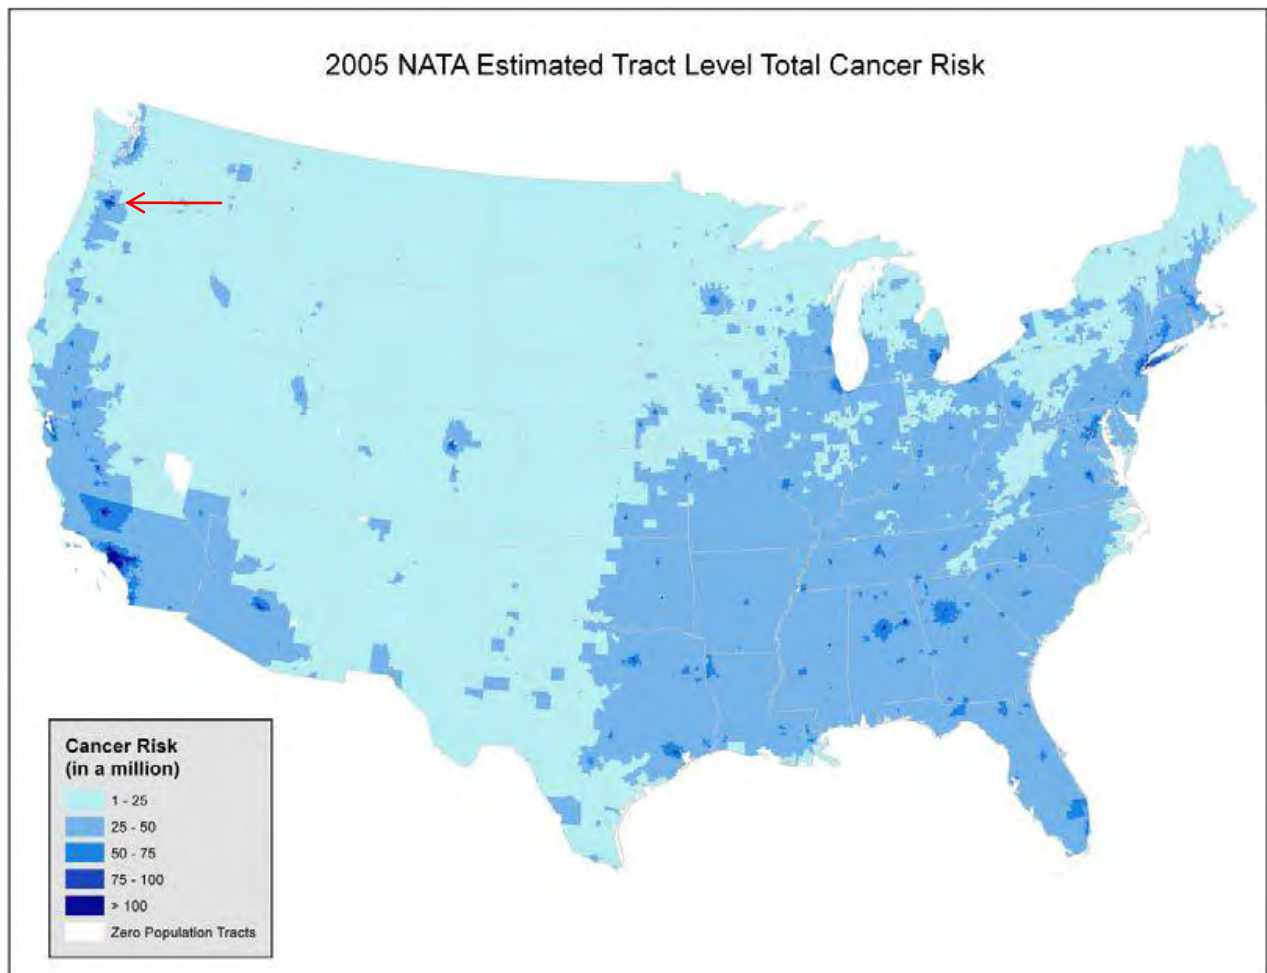 2005 NATA Estimated Tract Level Total Cancer Risk
Cancer Risk
(in a million)
1 - 25
25 - 50
50 - 75
75 - 100
> 100
Zero Population Tracts